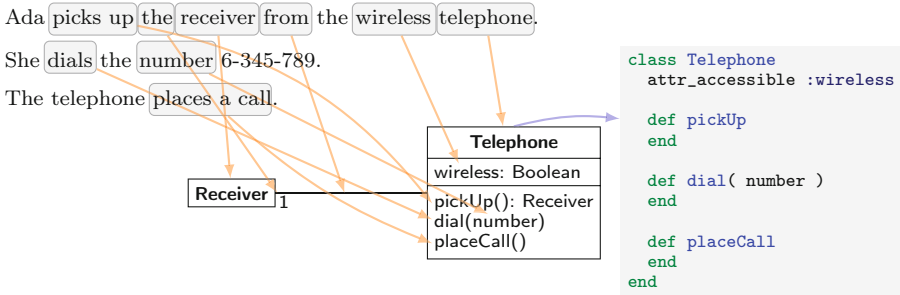 Ada picks up the receiver from the wireless telephone.
She dials the number 6-345-789.
The telephone places a call.
Receiver
1
Telephone
wireless: Boolean
pickUp(): Receiver
dial(number)
placeCall()
class Telephone
attr_accessible :wireless
def pickUp
end
def dial( number )
end
def placeCall
end
end